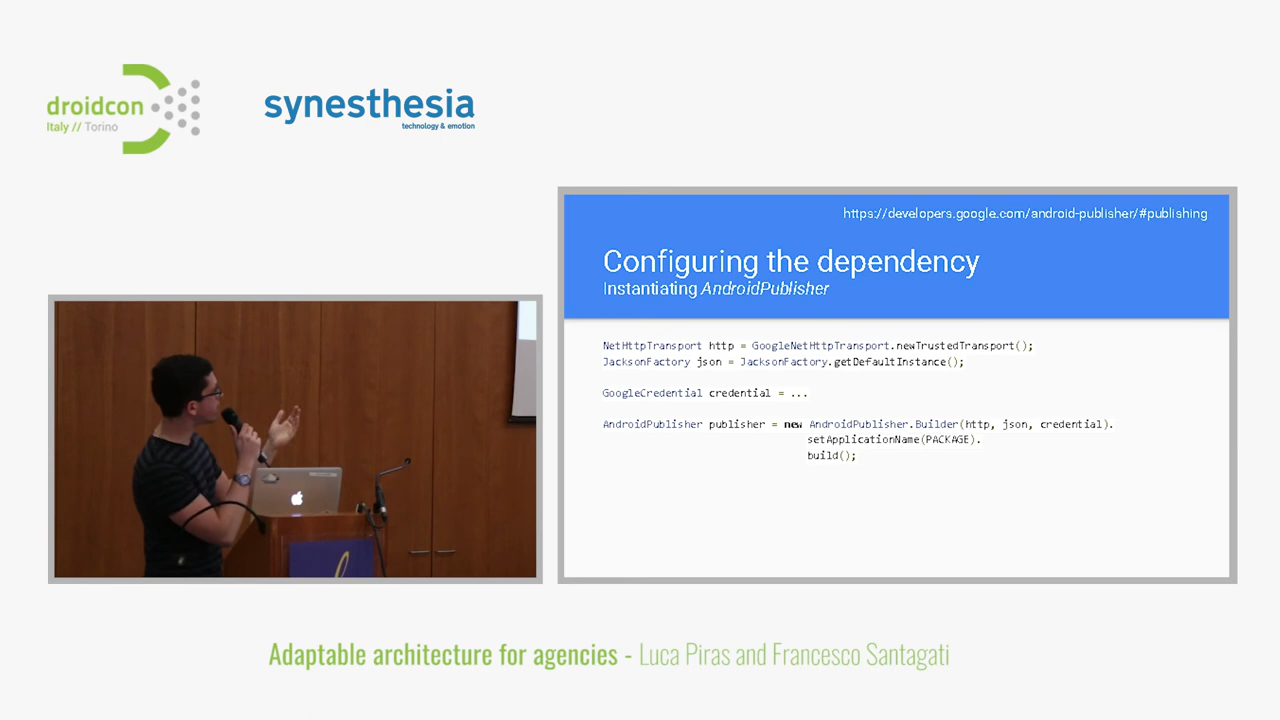 droidcon
Italy // Torino
synesthesia
technology & emotion
https://developers.google.com/android-publisher/#publishing
Configuring the dependency
Instantiating AndroidPublisher
NetHttpTransport http = GoogleNetHttpTransport.newTrustedTransport();
JacksonFactory json = JacksonFactory.getDefaultInstance();
GoogleCredential credential = ...
AndroidPublisher publisher = new AndroidPublisher.Builder(http, json, credential).
setApplicationName(PACKAGE).
build();
Adaptable architecture for agencies - Luca Piras and Francesco Santagati